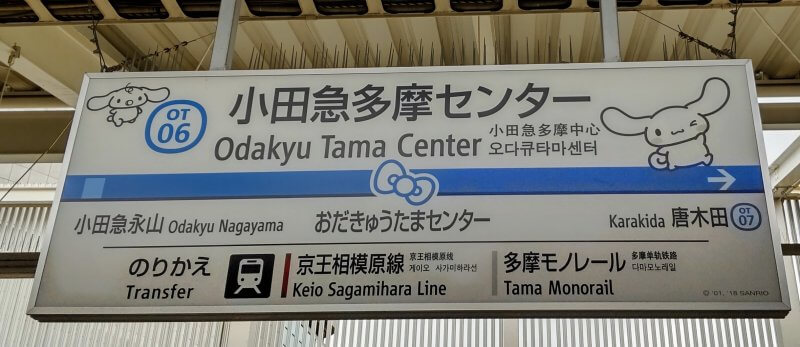 OT
06
小田急多摩センター
Odakyu Tama Center
小田急多摩中心
오다큐타마센터
小田急永山 Odakyu Nagayama
おだきゅうたまセンター
Karakida 唐木田
OT
07
のりかえ
Transfer
京王相模原線
京王相模原线
게이오 사가미하라선
Keio Sagamihara Line
多摩モノレール
多摩单轨铁路
다마모노레일
Tama Monorail
© '01, '18 SANRIO